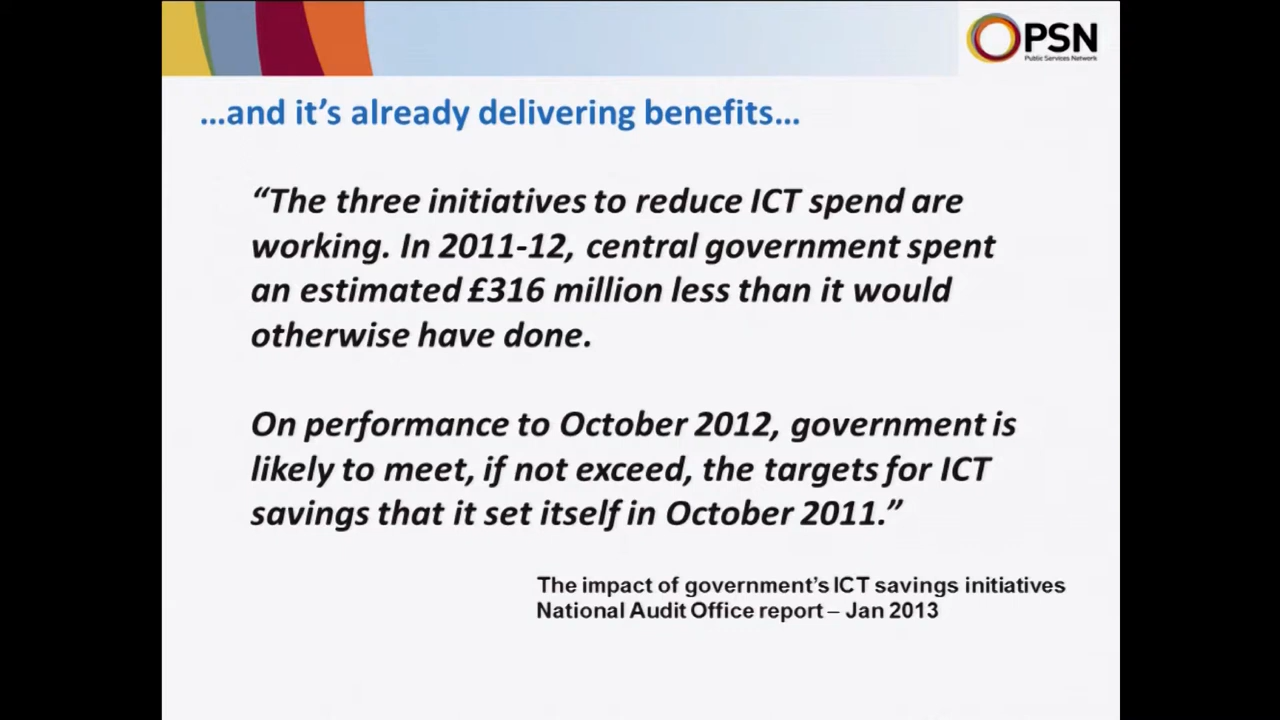 PSN
Public Services Network
...and it's already delivering benefits...
“The three initiatives to reduce ICT spend are
working. In 2011-12, central government spent
an estimated £316 million less than it would
otherwise have done.
On performance to October 2012, government is
likely to meet, if not exceed, the targets for ICT
savings that it set itself in October 2011.”
The impact of government's ICT savings initiatives
National Audit Office report – Jan 2013